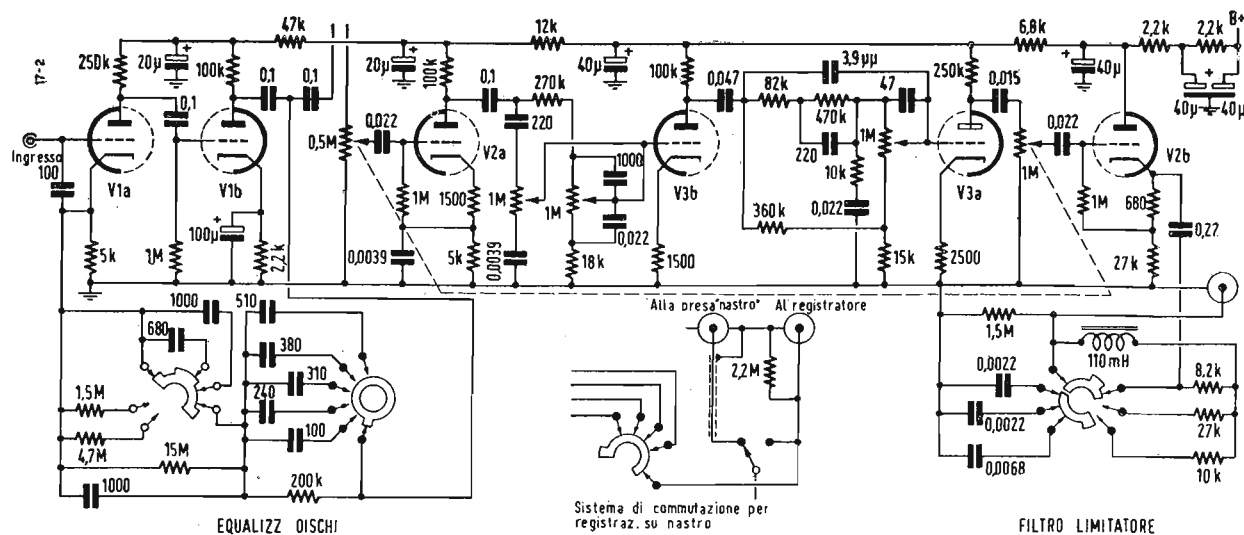 47k
12k
6,8k
2,2k
2,2k
B+
17-2
250k
20µ
+
100k
0,1
0,1
0,1
20µ
+
100k
0,1
270k
40µ
+
100k
0,047
82k
3,9µµ
47
470k
250k
0,015
40µ
+
40µ
+
40µ
Ingresso
100
V1a
V1b
0,5M
0,022
V2a
220
1M
1500
1M
1M
1000
0,022
V3b
220
10k
1M
0,022
V3a
1M
0,022
V2b
1M
680
0,22
5k
1M
100µ
+
2,2k
0,0039
5k
0,0039
18k
1500
360k
15k
2500
27k
1000
510
680
380
310
240
100
1,5M
4,7M
15M
1000
200k
EQUALIZZ DISCHI
Alla presa "nastro"
Al registratore
2,2M
Sistema di commutazione per
registraz. su nastro
1,5M
110mH
0,0022
0,0022
0,0068
8,2k
27k
10k
FILTRO LIMITATORE